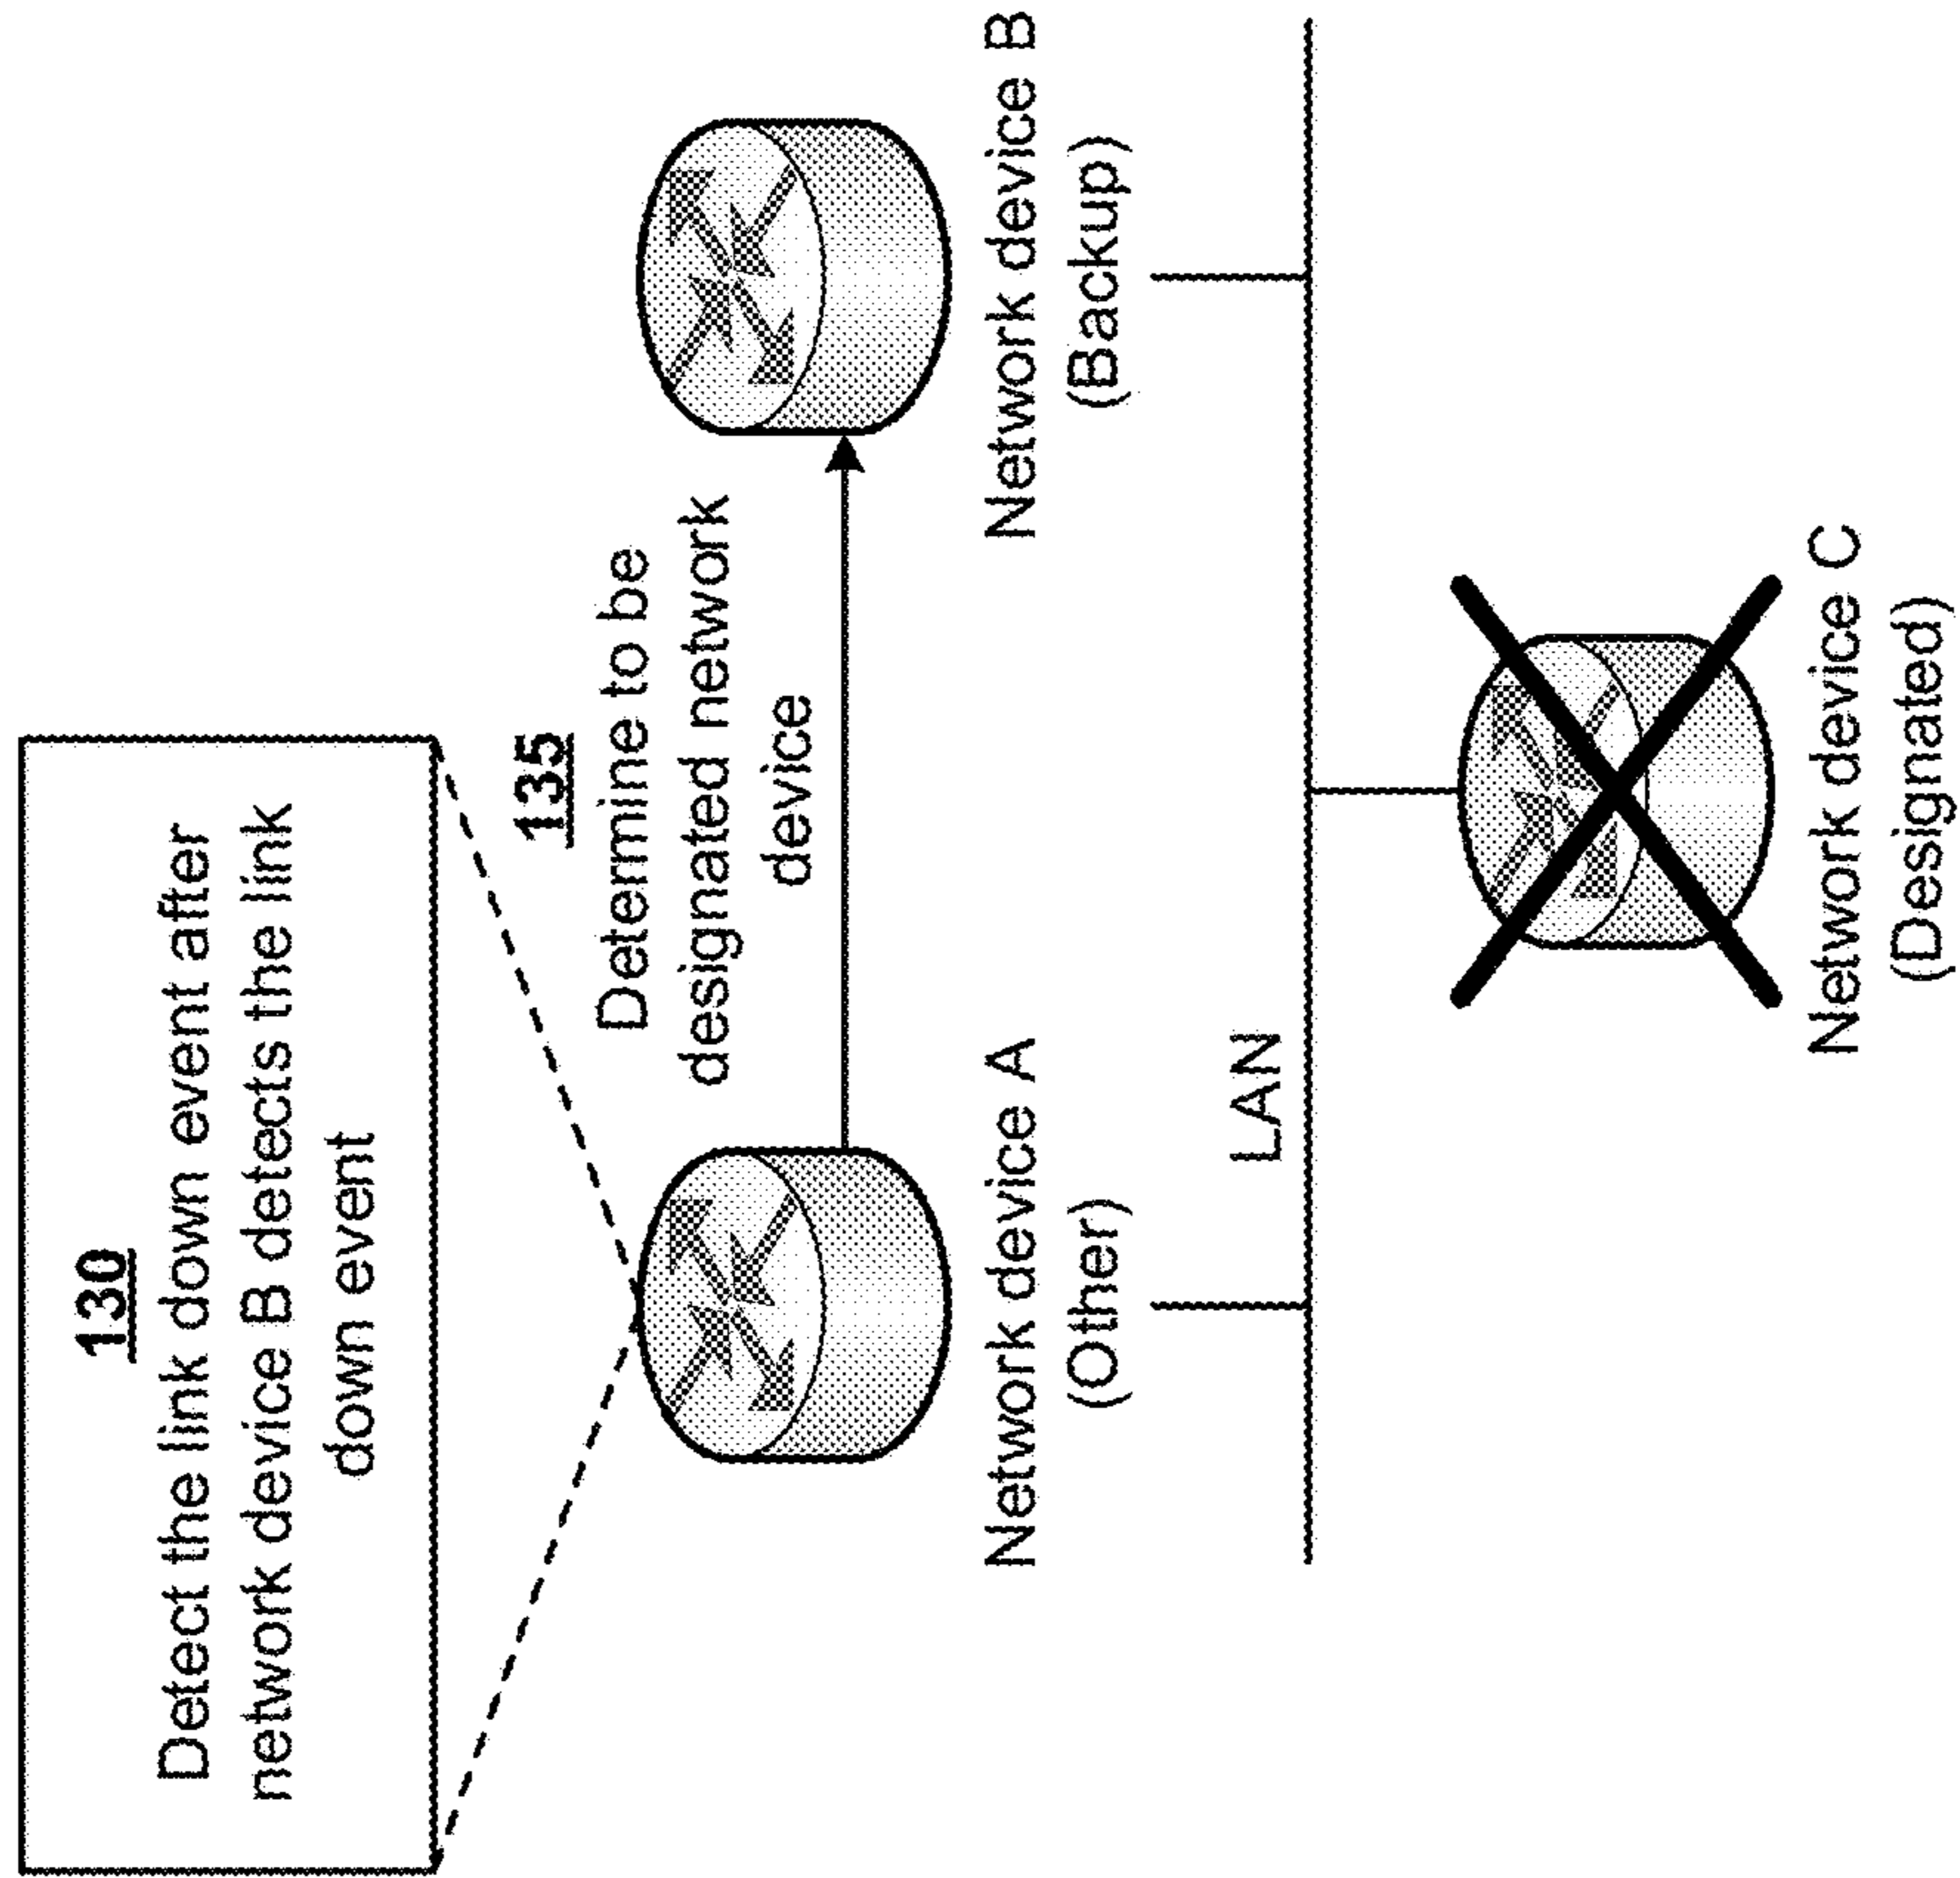 130
Detect the link down event after
network device B detects the link
down event
135
Determine to be
designated network
device
Network device A
(Other)
Network device B
(Backup)
LAN
Network device C
(Designated)